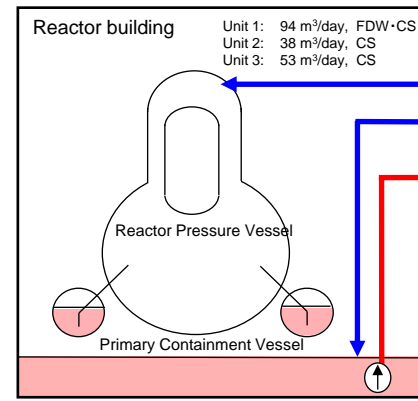 Reactor building
Unit 1: 94 m³/day, FDW・CS
Unit 2: 38 m³/day, CS
Unit 3: 53 m³/day, CS
Reactor Pressure Vessel
Primary Containment Vessel